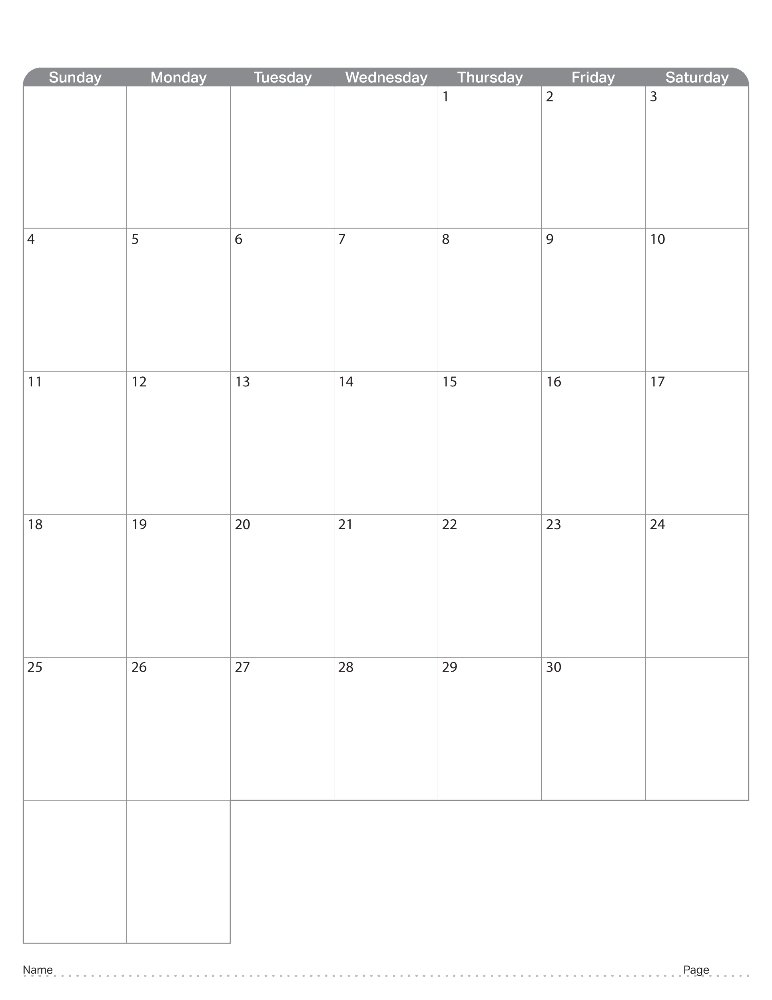 Sunday Monday Tuesday Wednesday Thursday Friday Saturday
1 2 3
4 5 6 7 8 9 10
11 12 13 14 15 16 17
18 19 20 21 22 23 24
25 26 27 28 29 30
Name Page